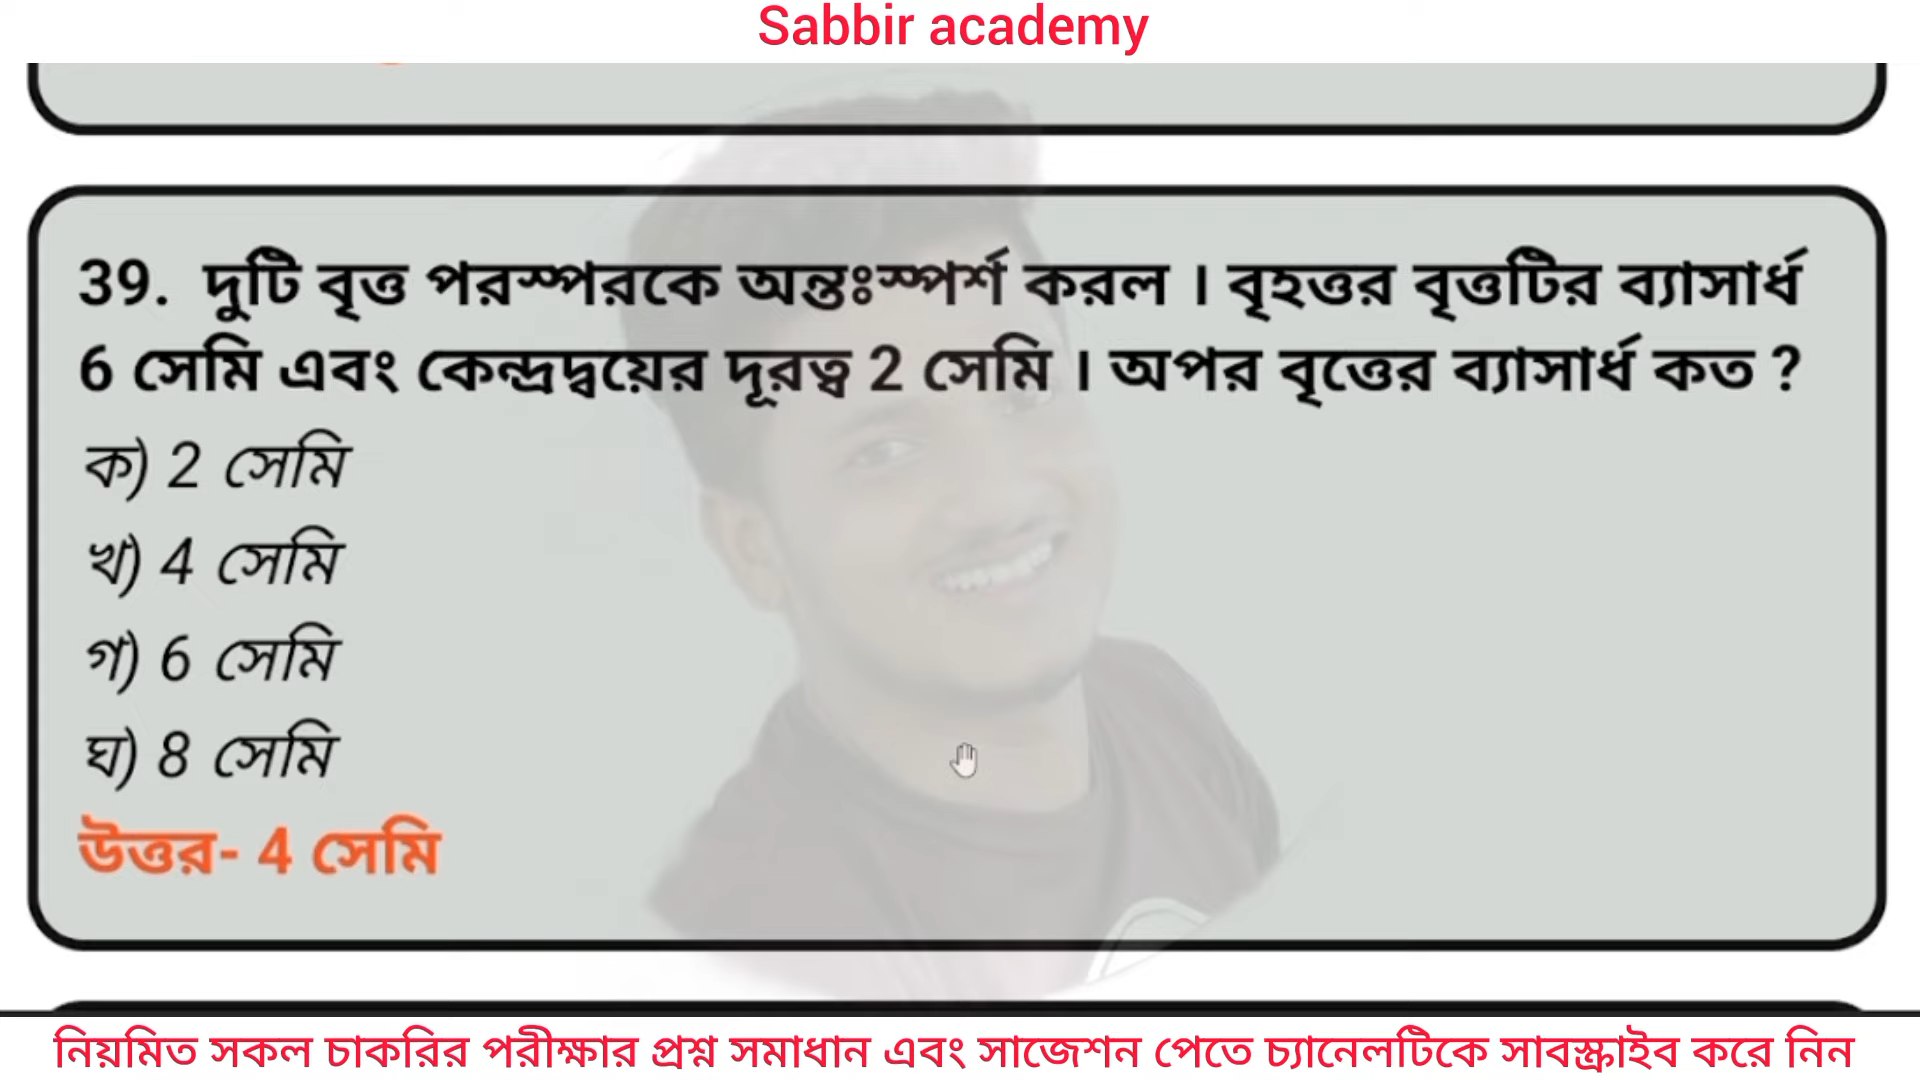 Sabbir academy
39. দুটি বৃত্ত পরস্পরকে অন্তঃস্পর্শ করল । বৃহত্তর বৃত্তটির ব্যাসার্ধ
6 সেমি এবং কেন্দ্রদ্বয়ের দূরত্ব 2 সেমি । অপর বৃত্তের ব্যাসার্ধ কত ?
ক) 2 সেমি
খ) 4 সেমি
গ) 6 সেমি
ঘ) 8 সেমি
উত্তর- 4 সেমি
নিয়মিত সকল চাকরির পরীক্ষার প্রশ্ন সমাধান এবং সাজেশন পেতে চ্যানেলটিকে সাবস্ক্রাইব করে নিন